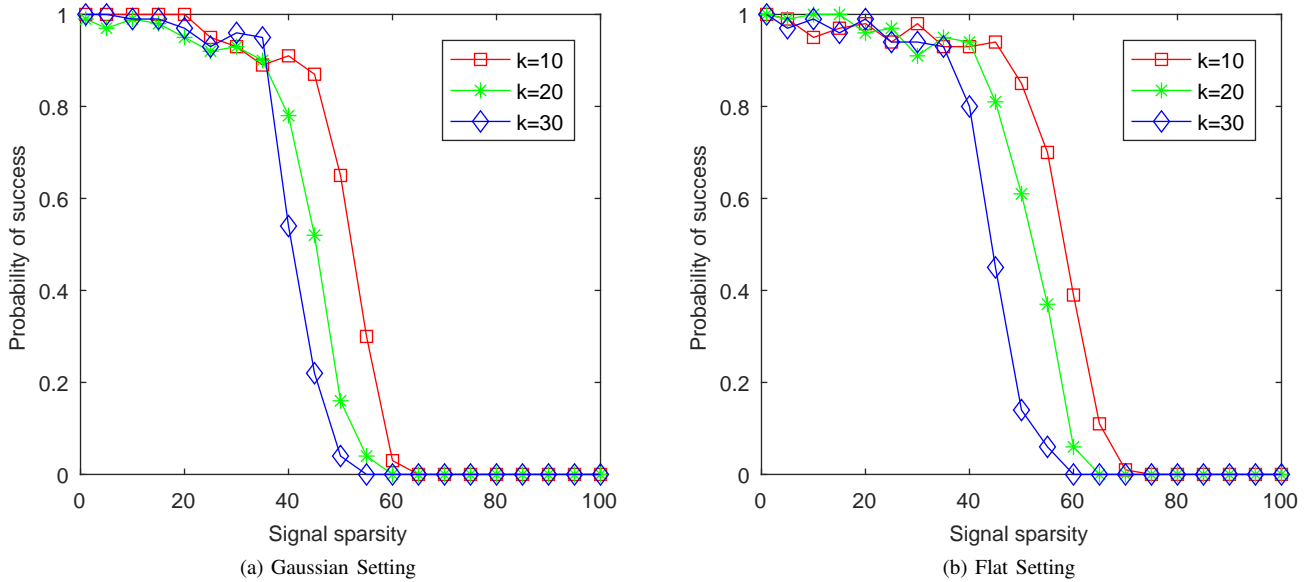 1
0.8
0.6
0.4
0.2
0
Probability of success
0 20 40 60 80 100
Signal sparsity
k=10
k=20
k=30
(a) Gaussian Setting
1
0.8
0.6
0.4
0.2
0
Probability of success
0 20 40 60 80 100
Signal sparsity
k=10
k=20
k=30
(b) Flat Setting